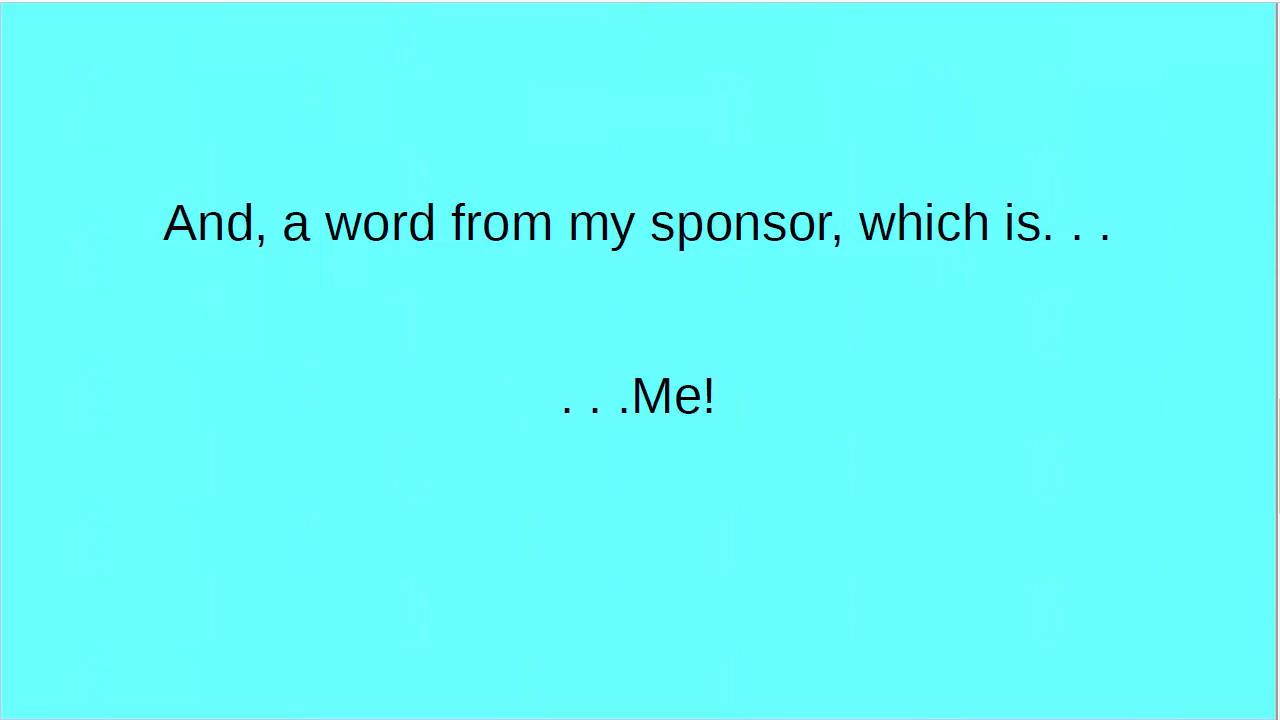 And, a word from my sponsor, which is. . .
. . .Me!